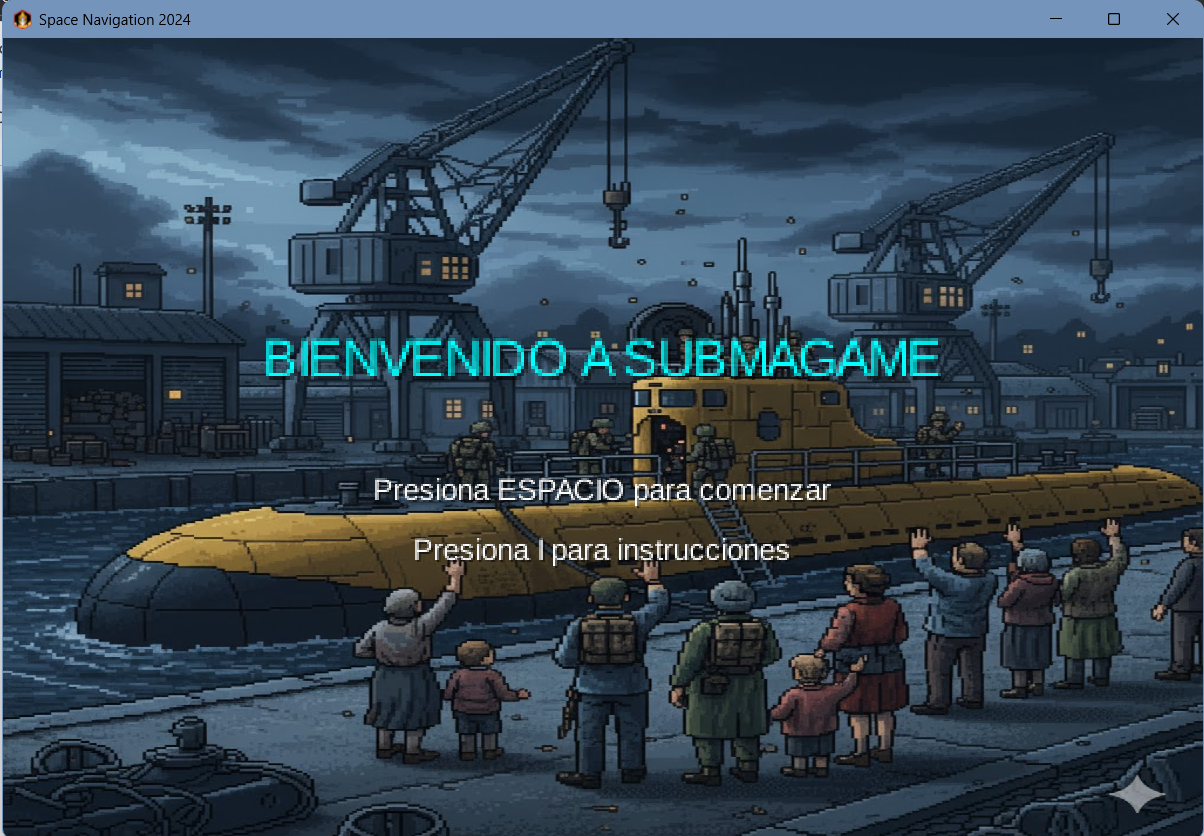 Space Navigation 2024
BIENVENIDO A SUBMAGAME
Presiona ESPACIO para comenzar
Presiona I para instrucciones